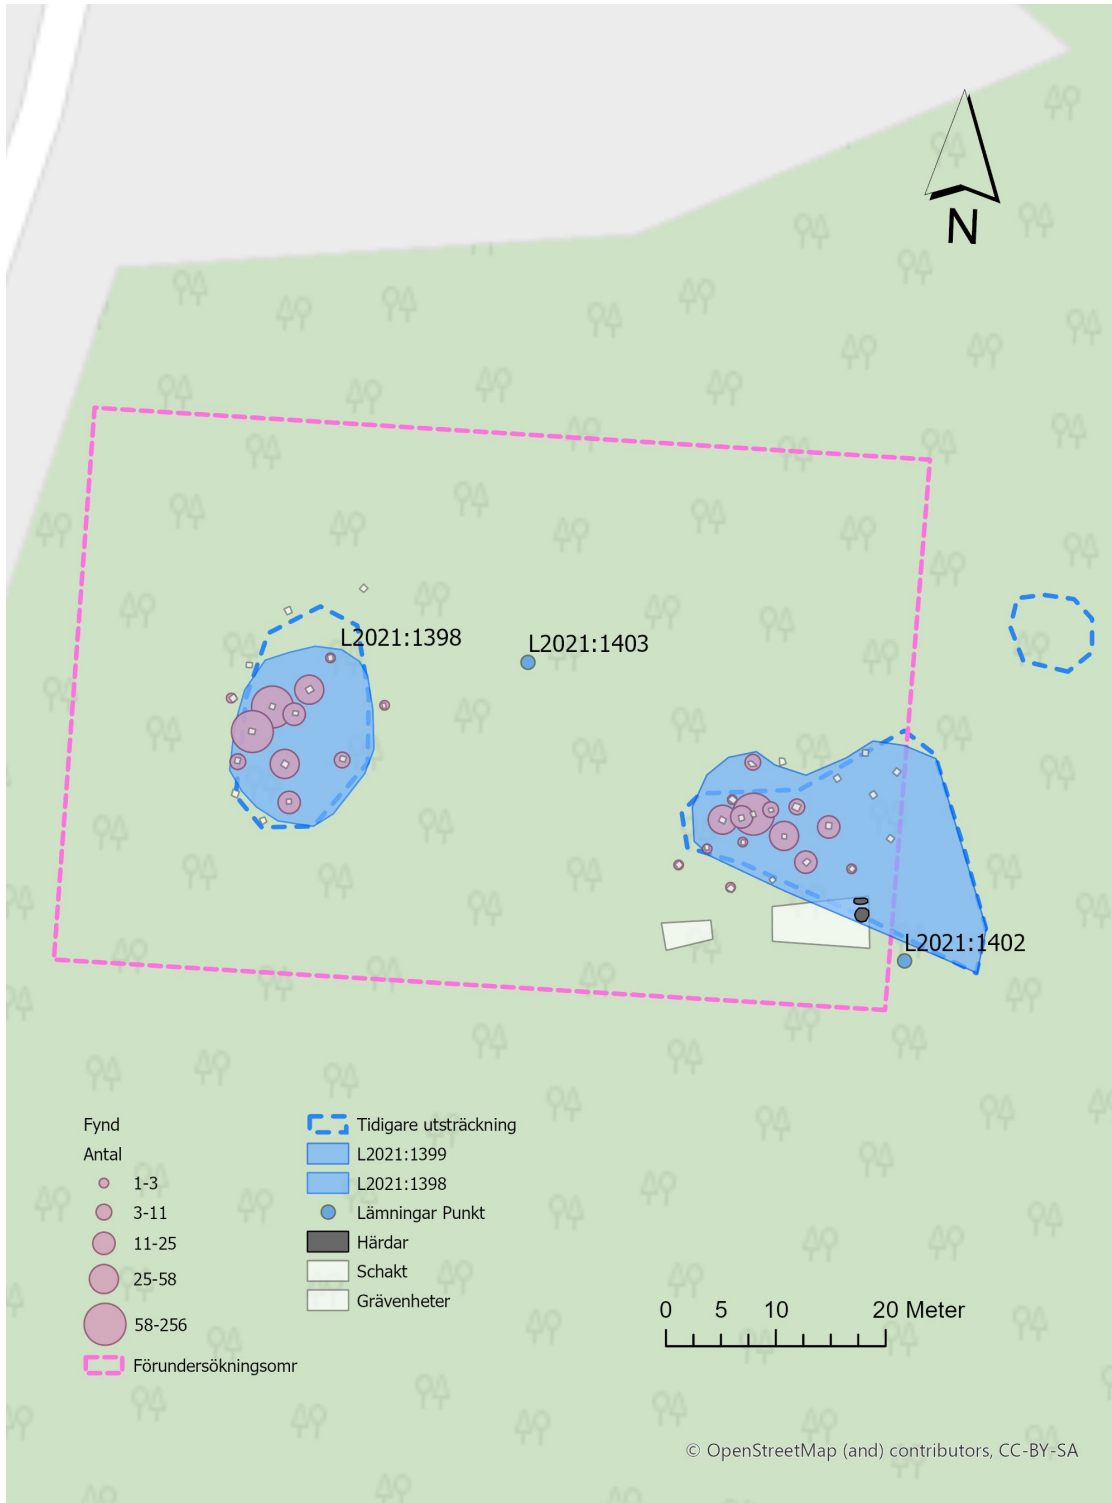 N
L2021:1398
L2021:1403
L2021:1402
Fynd
Antal
1-3
3-11
11-25
25-58
58-256
Förundersökningsomr
Tidigare utsträckning
L2021:1399
L2021:1398
Lämningar Punkt
Härdar
Schakt
Grävenheter
0 5 10 20 Meter
© OpenStreetMap (and) contributors, CC-BY-SA